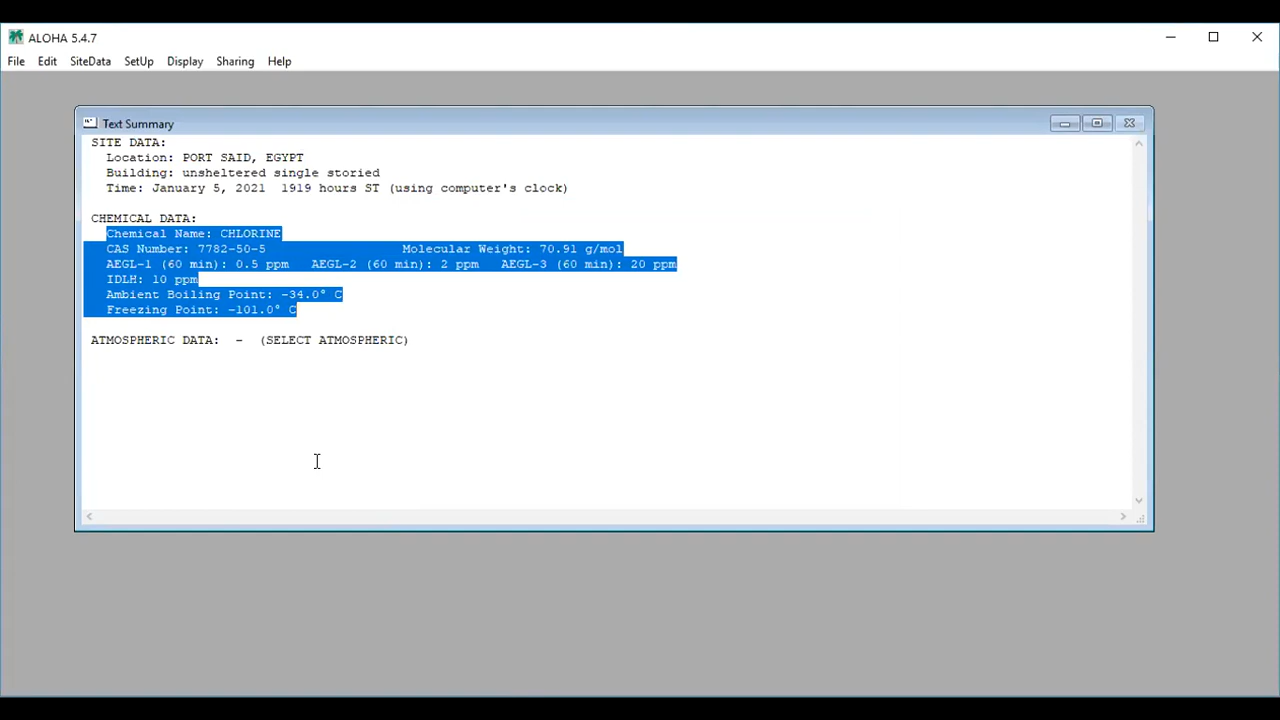 ALOHA 5.4.7
File Edit SiteData SetUp Display Sharing Help
Text Summary
SITE DATA:
Location: PORT SAID, EGYPT
Building: unsheltered single storied
Time: January 5, 2021  1919 hours ST (using computer's clock)
CHEMICAL DATA:
Chemical Name: CHLORINE
CAS Number: 7782-50-5 Molecular Weight: 70.91 g/mol
AEGL-1 (60 min): 0.5 ppm AEGL-2 (60 min): 2 ppm AEGL-3 (60 min): 20 ppm
IDLH: 10 ppm
Ambient Boiling Point: -34.0° C
Freezing Point: -101.0° C
ATMOSPHERIC DATA: - (SELECT ATMOSPHERIC)